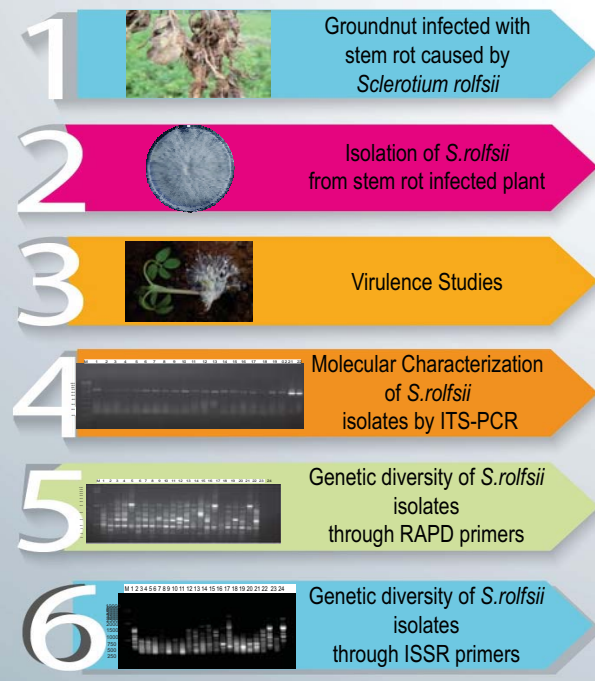 1
Groundnut infected with
stem rot caused by
Sclerotium rolfsii
2
Isolation of S.rolfsii
from stem rot infected plant
3
Virulence Studies
4
Molecular Characterization
of S.rolfsii
isolates by ITS-PCR
5
Genetic diversity of S.rolfsii
isolates
through RAPD primers
6
M 1 2 3 4 5 6 7 8 9 10 11 12 13 14 15 16 17 18 19 20 21 22 23 24
Genetic diversity of S.rolfsii
isolates
through ISSR primers